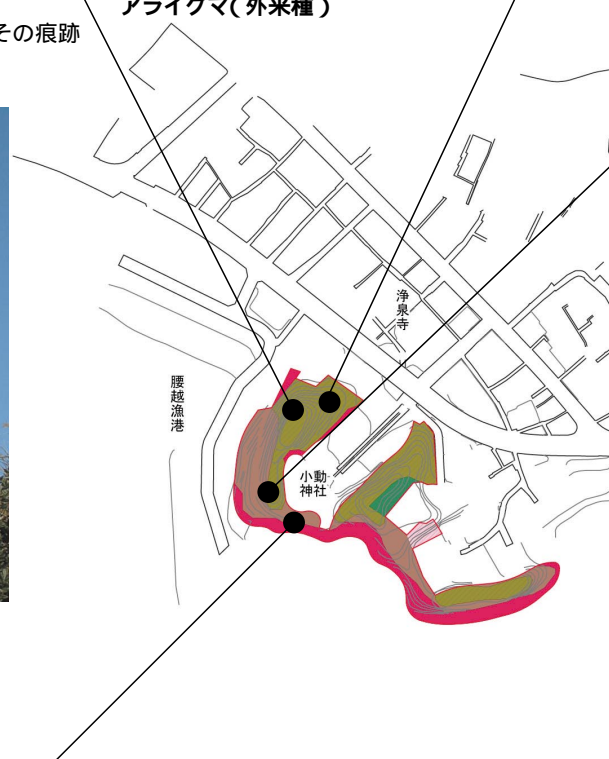 アライグマ(外来種)
その痕跡
浄泉寺
腰越漁港
小動
神社